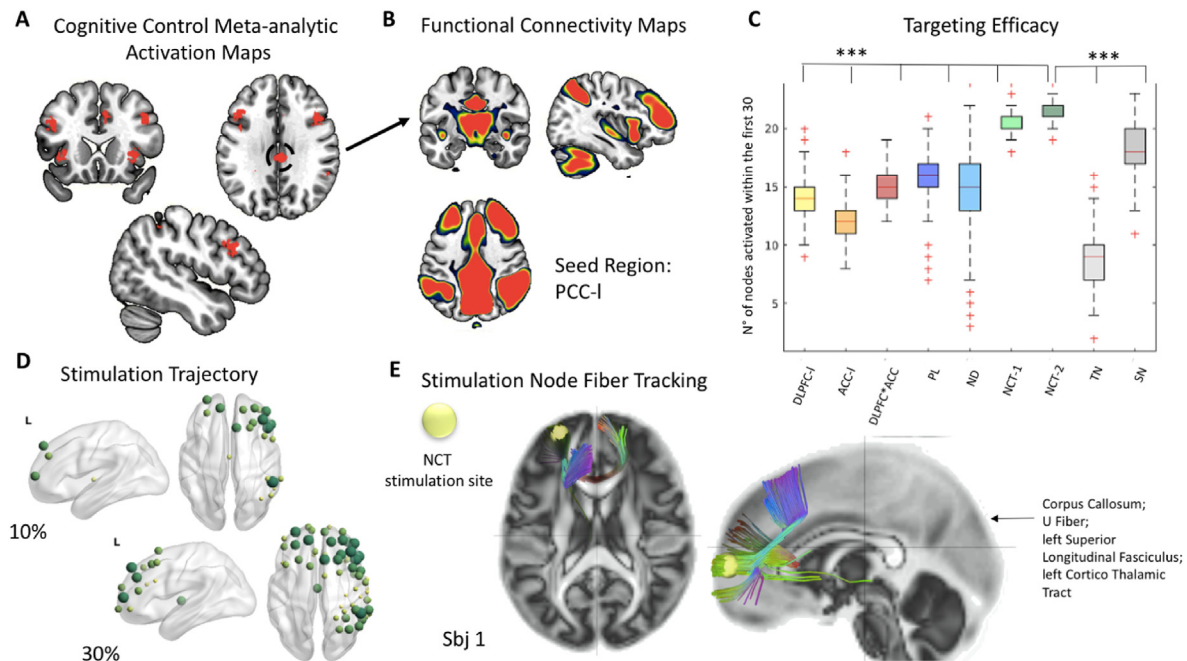 A
Cognitive Control Meta-analytic
Activation Maps
B
Functional Connectivity Maps
Seed Region:
PCC-l
C
Targeting Efficacy
***
***
N° of nodes activated within the first 30
20
15
10
5
DLPFC-l
ACC-l
DLPFC*ACC
PL
ND
NCT-1
NCT-2
TN
SN
D
Stimulation Trajectory
L
10%
L
30%
E
Stimulation Node Fiber Tracking
NCT
stimulation site
Sbj 1
Corpus Callosum;
U Fiber;
left Superior
Longitudinal Fasciculus;
left Cortico Thalamic
Tract